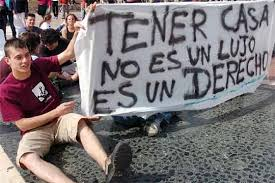 TENER CASA
NO ES UN LUJO
ES UN DERECHO